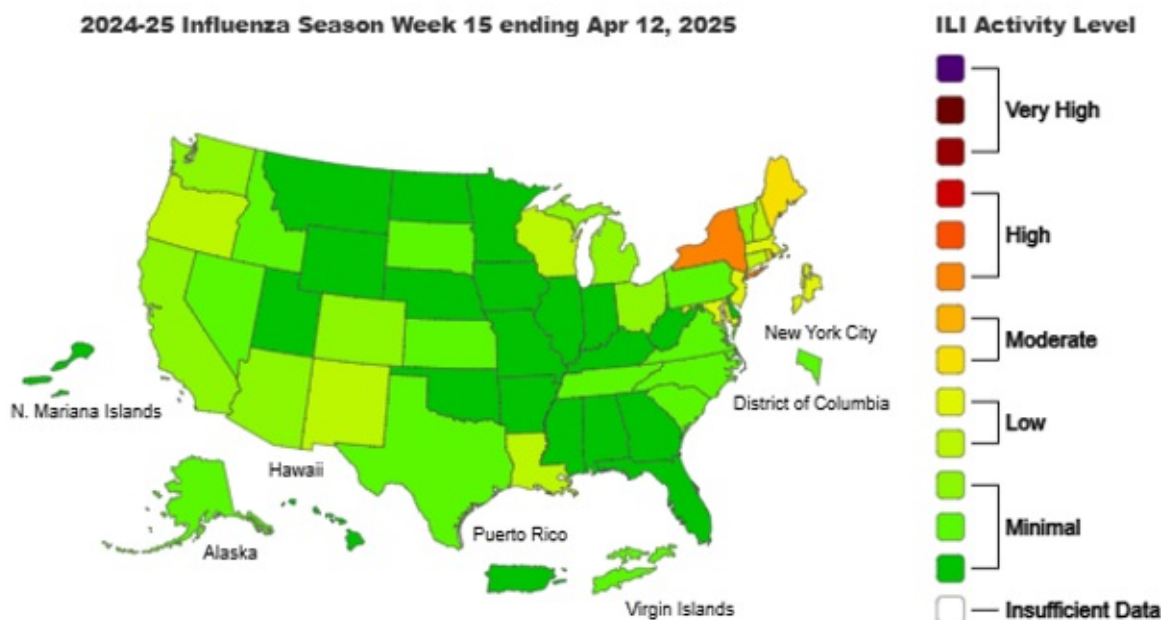 2024-25 Influenza Season Week 15 ending Apr 12, 2025
ILI Activity Level
Very High
High
Moderate
Low
Minimal
Insufficient Data
New York City
District of Columbia
N. Mariana Islands
Hawaii
Alaska
Puerto Rico
Virgin Islands